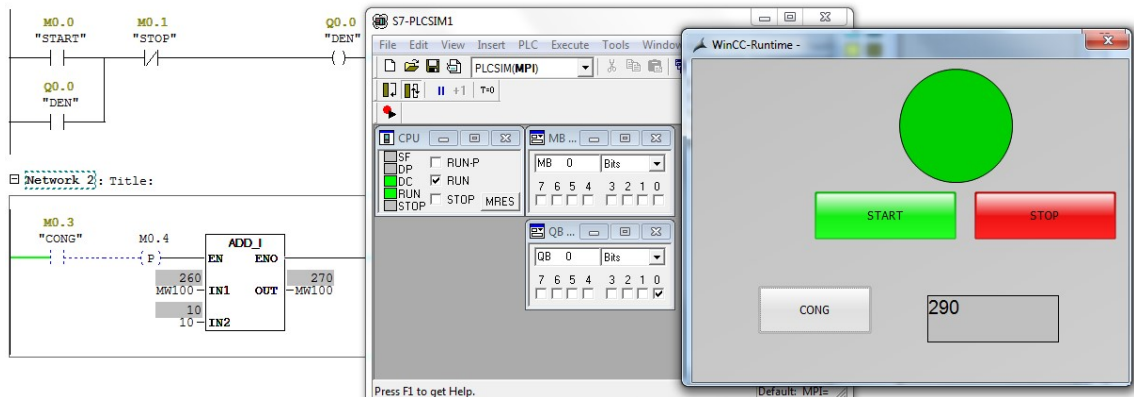 M0.0 M0.1 Q0.0
"START" "STOP" "DEN"
Q0.0
"DEN"
Network 2: Title:
M0.3
"CONG" M0.4
P
ADD_I
EN ENO
260 270
MW100 IN1 OUT MW100
10
10 IN2
S7-PLCSIM1
File Edit View Insert PLC Execute Tools Window
PLCSIM(MPI)
+1 T=0
CPU
SF
DP
DC
RUN
STOP
RUN-P
RUN
STOP MRES
MB ...
MB 0 Bits
7 6 5 4 3 2 1 0
QB ...
QB 0 Bits
7 6 5 4 3 2 1 0
Press F1 to get Help.
Default: MPI=
WinCC-Runtime -
START STOP
CONG 290